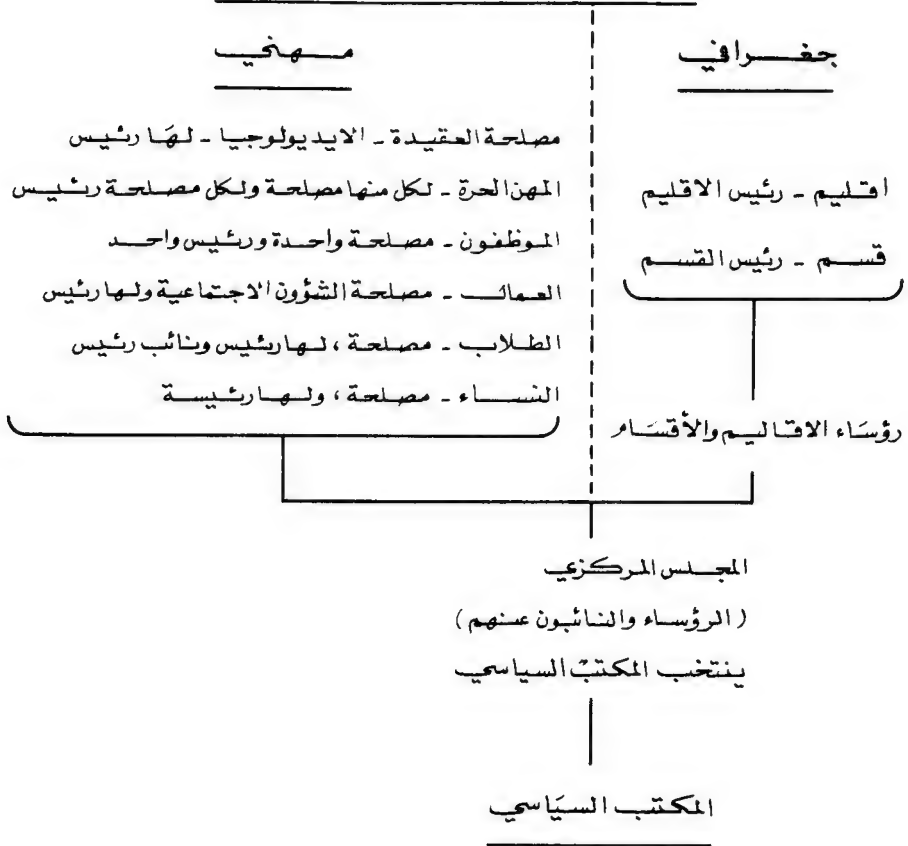 جغرافي
اقليم - رئيس الاقليم
قسم - رئيس القسم
رؤساء الاقاليم والأقسام
مهني
مصلحة العقيدة - الايديولوجيا - لها رئيس
المهن الحرة - لكل منها مصلحة ولكل مصلحة رئيس
الموظفون - مصلحة واحدة ورئيس واحد
العمال - مصلحة الشؤون الاجتماعية ولها رئيس
الطلاب - مصلحة، لها رئيس ونائب رئيس
النساء - مصلحة، ولها رئيسة
المجلس المركزي
(الرؤساء والنائبون عنهم)
ينتخب المكتب السياسي
المكتب السياسي